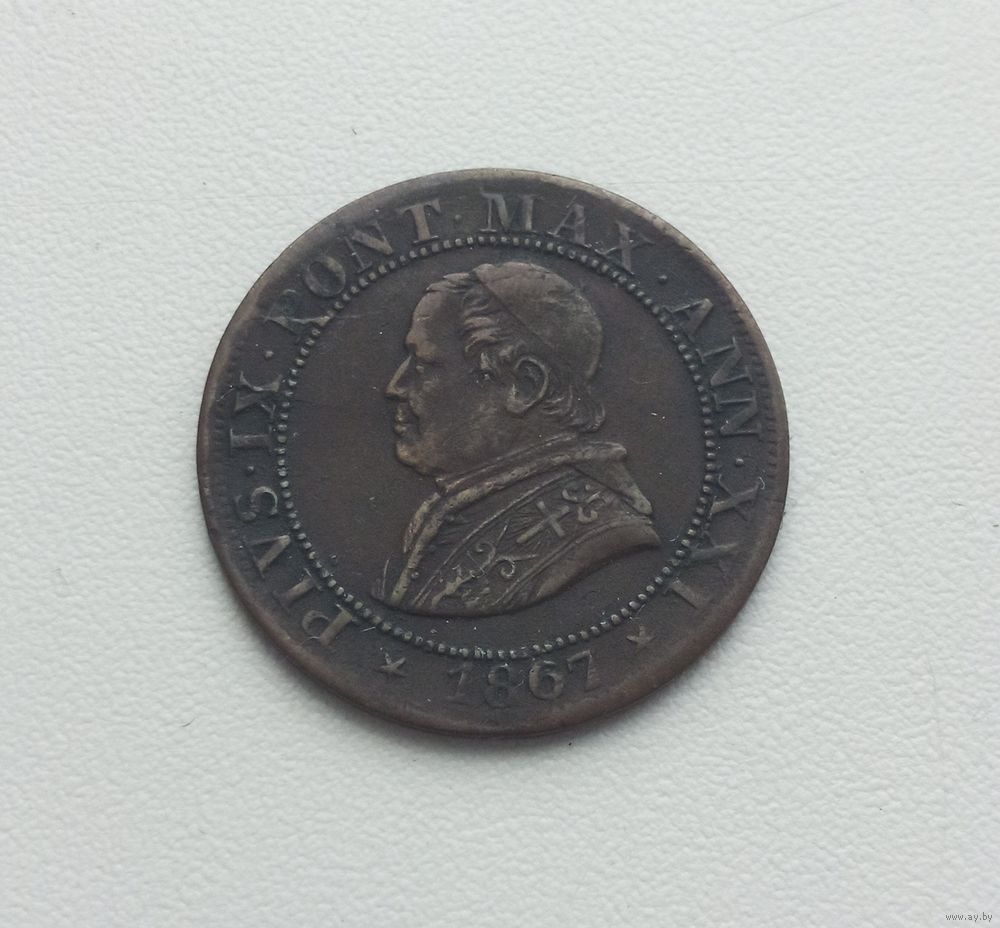 PIVS · IX · PONT · MAX · ANN · XXI
* 1867 *
www.ay.by